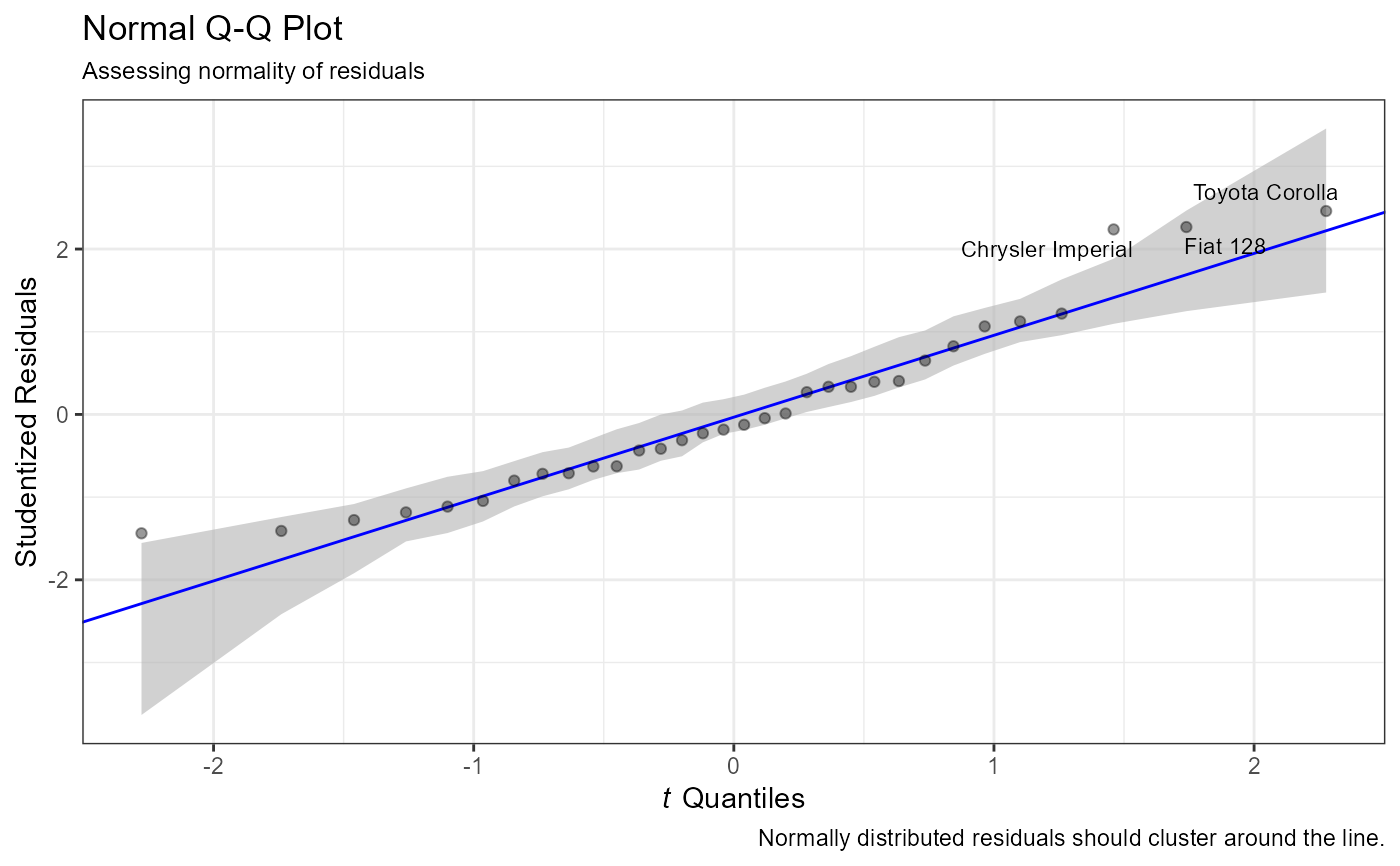 Normal Q-Q Plot
Assessing normality of residuals
Studentized Residuals
2
0
-2
Toyota Corolla
Chrysler Imperial
Fiat 128
-2
-1
0
1
2
t Quantiles
Normally distributed residuals should cluster around the line.